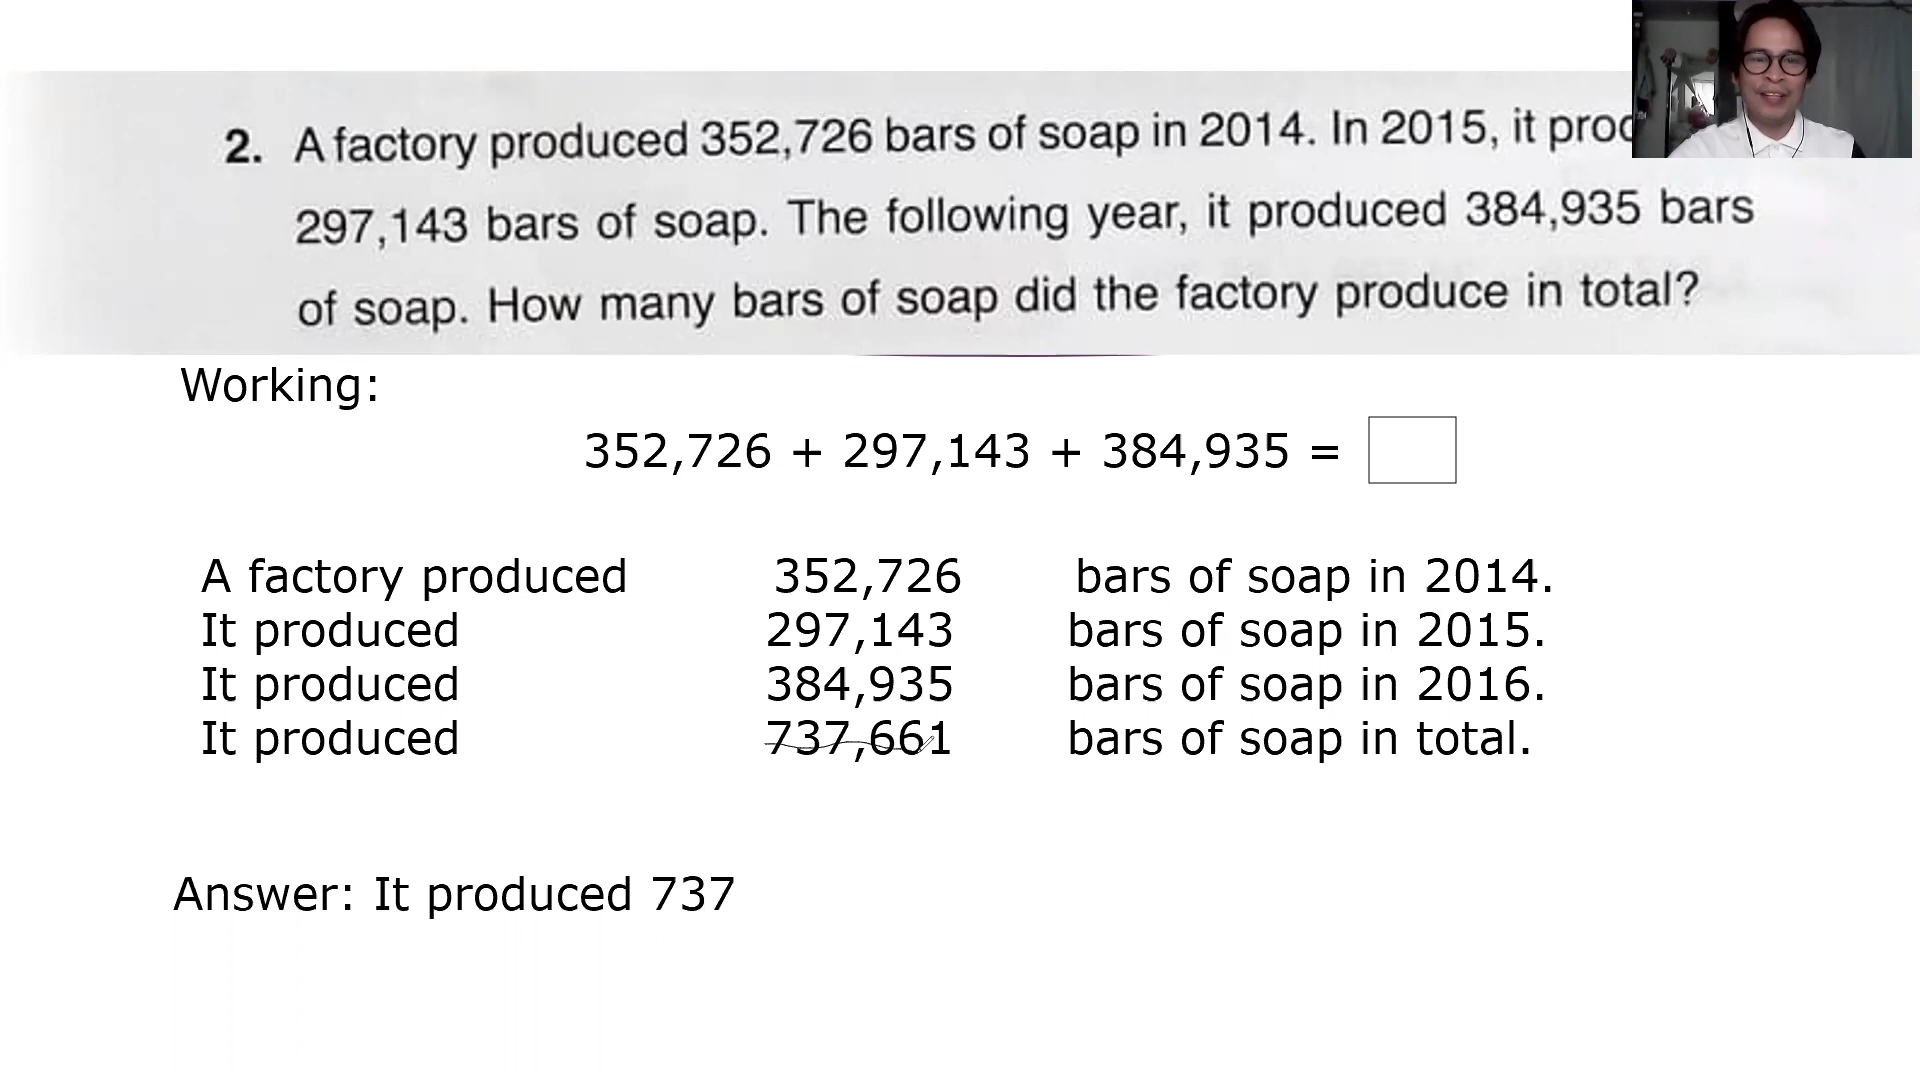 2. A factory produced 352,726 bars of soap in 2014. In 2015, it
297,143 bars of soap. The following year, it produced 384,935 bars
of soap. How many bars of soap did the factory produce in total?
Working:
352,726 + 297,143 + 384,935 =
A factory produced 352,726 bars of soap in 2014.
It produced 297,143 bars of soap in 2015.
It produced 384,935 bars of soap in 2016.
It produced 737,661 bars of soap in total.
Answer: It produced 737